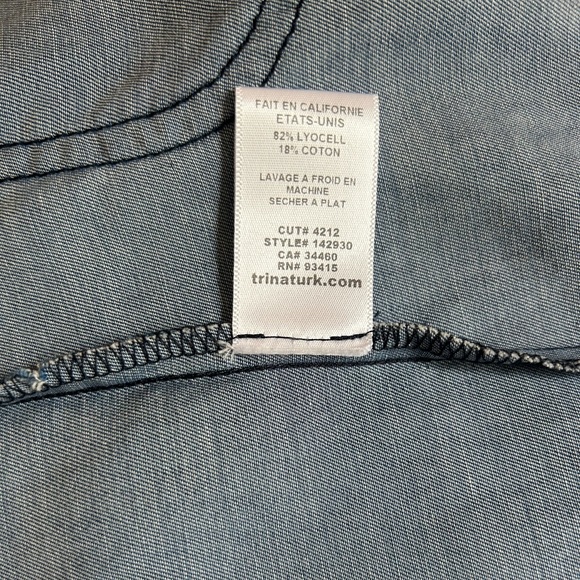 FAIT EN CALIFORNIE
ETATS-UNIS
82% LYOCELL
18% COTON
LAVAGE A FROID EN
MACHINE
SECHER A PLAT
CUT# 4212
STYLE# 142930
CA# 34460
RN# 93415
trinaturk.com